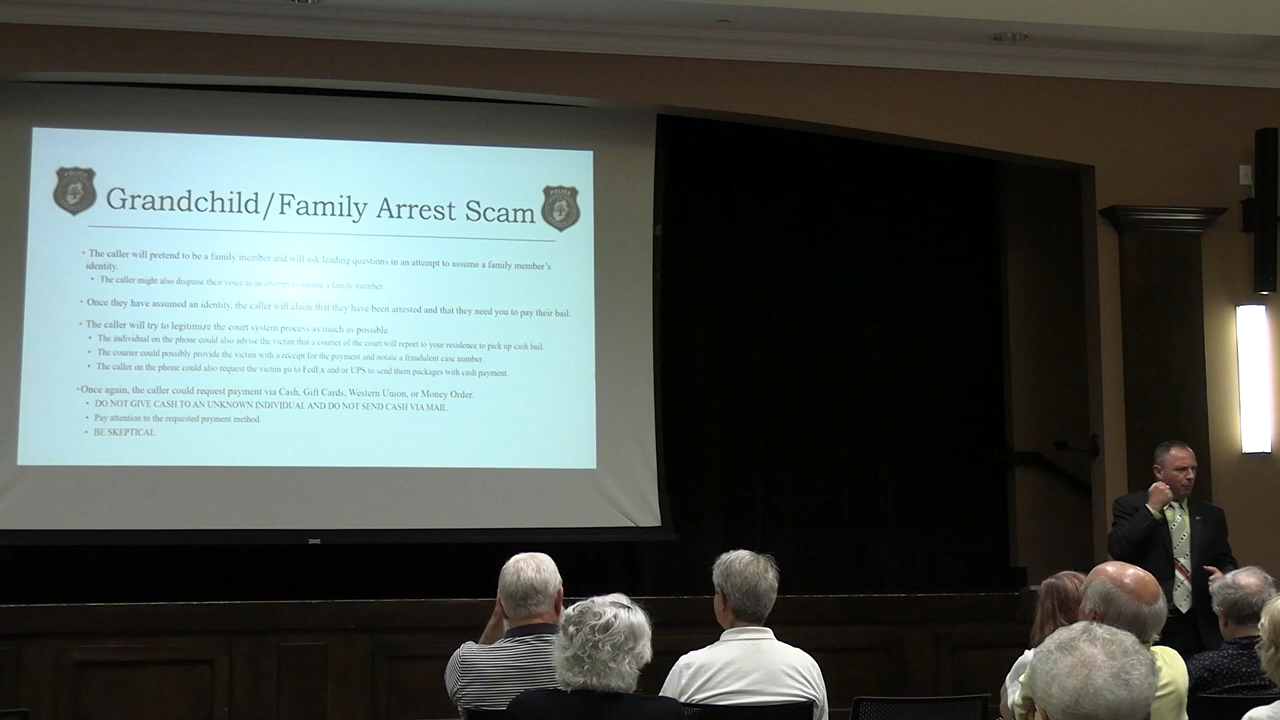 POLICE
POLICE
Grandchild/Family Arrest Scam
• The caller will pretend to be a family member and will ask leading questions in an attempt to assume a family member's
identity.
• The caller might also disguise their voice in an attempt to imitate a family member.
• Once they have assumed an identity, the caller will claim that they have been arrested and that they need you to pay their bail.
• The caller will try to legitimize the court system process as much as possible.
• The individual on the phone could also advise the victim that a courier of the court will report to your residence to pick up cash bail.
• The courier could possibly provide the victim with a receipt for the payment and notate a fraudulent case number.
• The caller on the phone could also request the victim go to FedEx and or UPS to send them packages with cash payment.
• Once again, the caller could request payment via Cash, Gift Cards, Western Union, or Money Order.
• DO NOT GIVE CASH TO AN UNKNOWN INDIVIDUAL AND DO NOT SEND CASH VIA MAIL.
• Pay attention to the requested payment method.
• BE SKEPTICAL